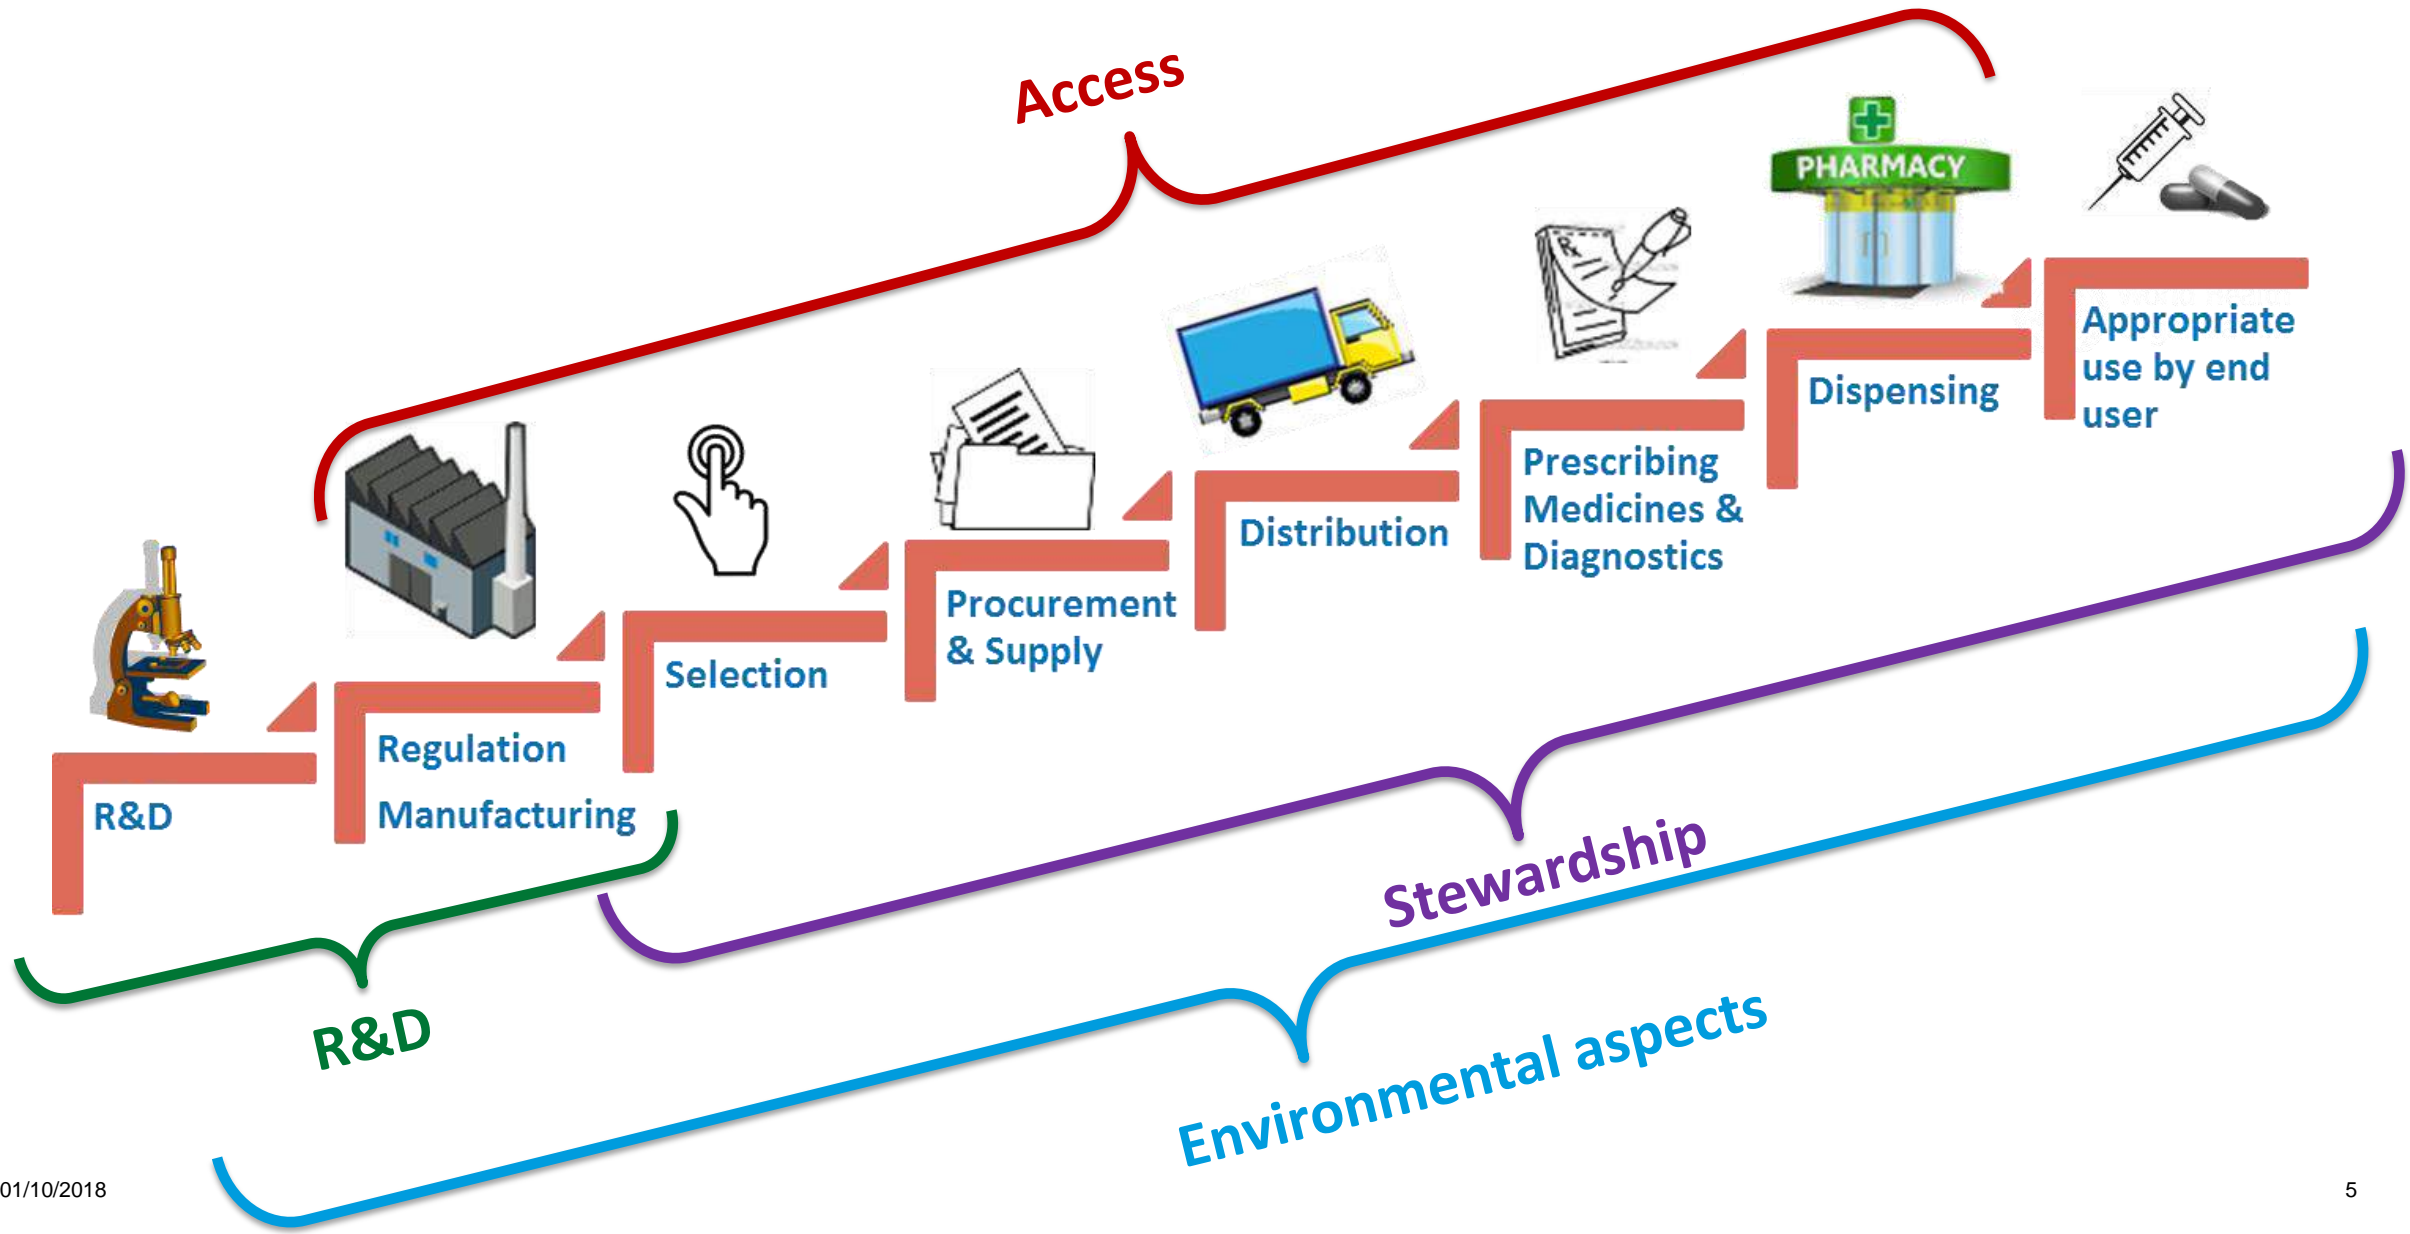 Access
PHARMACY
R&D
Regulation
Manufacturing
Selection
Procurement
& Supply
Distribution
Prescribing
Medicines &
Diagnostics
Dispensing
Appropriate
use by end
user
R&D
Stewardship
Environmental aspects
01/10/2018
5